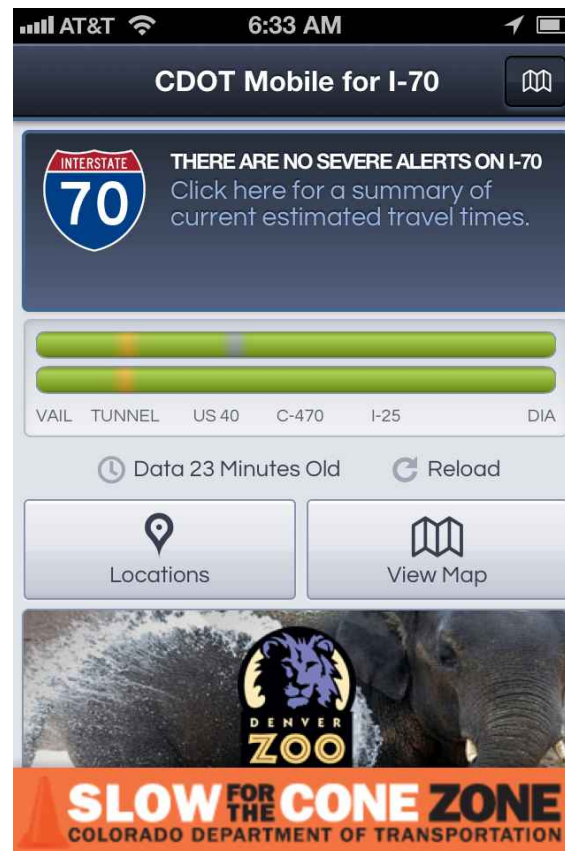 AT&T 6:33 AM
CDOT Mobile for I-70
INTERSTATE
70
THERE ARE NO SEVERE ALERTS ON I-70
Click here for a summary of
current estimated travel times.
VAIL TUNNEL US 40 C-470 I-25 DIA
Data 23 Minutes Old Reload
Locations View Map
DENVER
ZOO
SLOW FOR THE CONE ZONE
COLORADO DEPARTMENT OF TRANSPORTATION